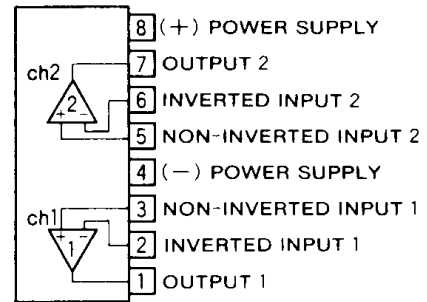 8 (+) POWER SUPPLY
ch2
7 OUTPUT 2
2
6 INVERTED INPUT 2
+ −
5 NON-INVERTED INPUT 2
4 (−) POWER SUPPLY
ch1
3 NON-INVERTED INPUT 1
+ −
1
2 INVERTED INPUT 1
1 OUTPUT 1